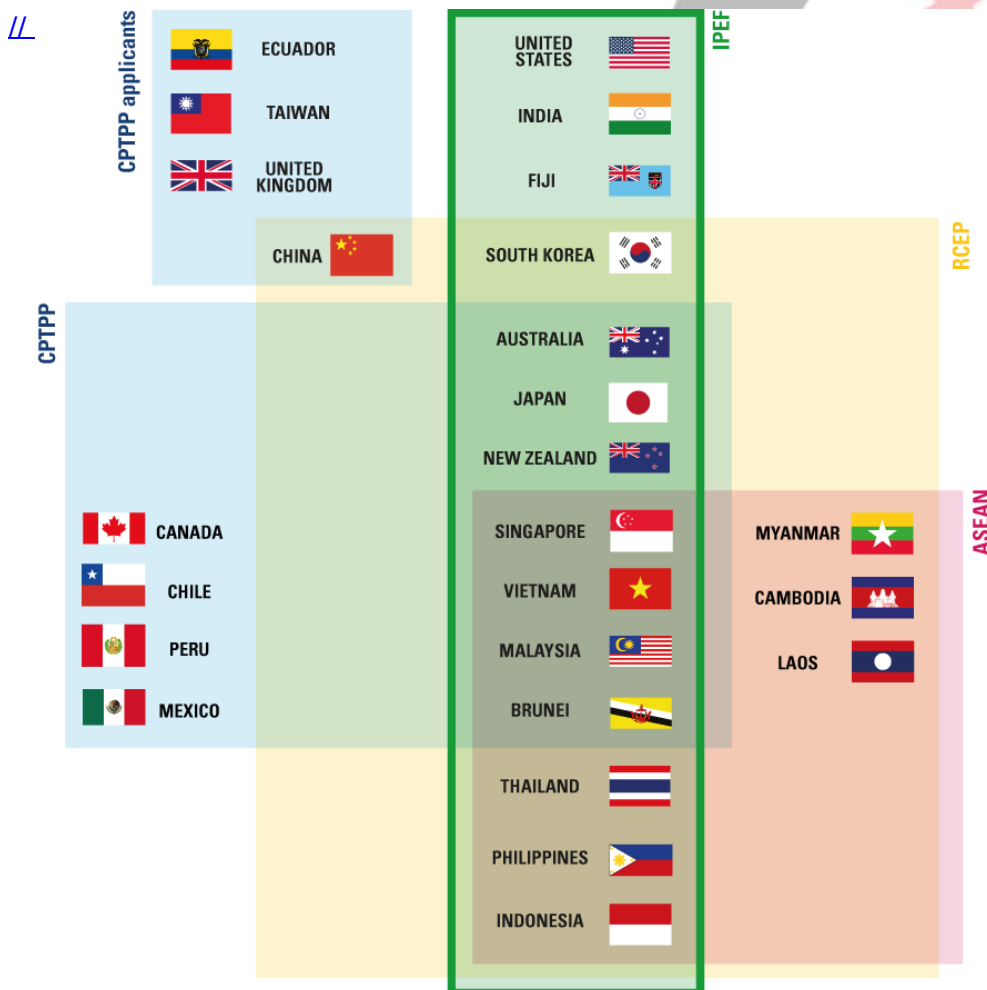 //
CPTPP applicants
ECUADOR
TAIWAN
UNITED
KINGDOM
CHINA
IPEF
UNITED
STATES
INDIA
FIJI
SOUTH KOREA
RCEP
CPTPP
AUSTRALIA
JAPAN
NEW ZEALAND
ASEAN
CANADA
CHILE
PERU
MEXICO
SINGAPORE
VIETNAM
MALAYSIA
BRUNEI
THAILAND
PHILIPPINES
INDONESIA
MYANMAR
CAMBODIA
LAOS